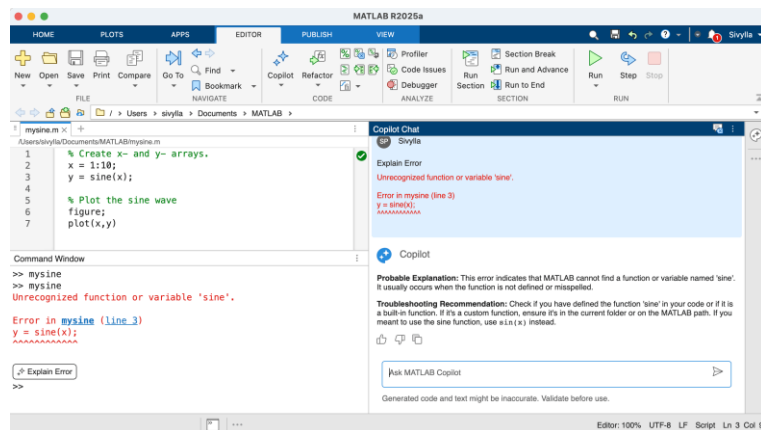 MATLAB R2025a
HOME PLOTS APPS EDITOR PUBLISH VIEW Sivylla
New Open Save Print Compare
FILE
Go To Find Bookmark
NAVIGATE
Copilot Refactor
CODE
Profiler
Code Issues
Debugger
ANALYZE
Run Section
Section Break
Run and Advance
Run to End
SECTION
Run Step Stop
RUN
/ > Users > sivylla > Documents > MATLAB >
mysine.m
/Users/sivylla/Documents/MATLAB/mysine.m
1 % Create x- and y- arrays.
2 x = 1:10;
3 y = sine(x);
4
5 % Plot the sine wave
6 figure;
7 plot(x,y)
Command Window
>> mysine
>> mysine
Unrecognized function or variable 'sine'.
Error in mysine (line 3)
y = sine(x);
^^^^^^^^^^^^
Explain Error
>>
Copilot Chat
SP Sivylla
Explain Error
Unrecognized function or variable 'sine'.
Error in mysine (line 3)
y = sine(x);
^^^^^^^^^^^^
Copilot
Probable Explanation: This error indicates that MATLAB cannot find a function or variable named 'sine'.
It usually occurs when the function is not defined or misspelled.
Troubleshooting Recommendation: Check if you have defined the function 'sine' in your code or if it is
a built-in function. If it's a custom function, ensure it's in the current folder or on the MATLAB path. If you
meant to use the sine function, use sin(x) instead.
Ask MATLAB Copilot
Generated code and text might be inaccurate. Validate before use.
Editor: 100% UTF-8 LF Script Ln 3 Col